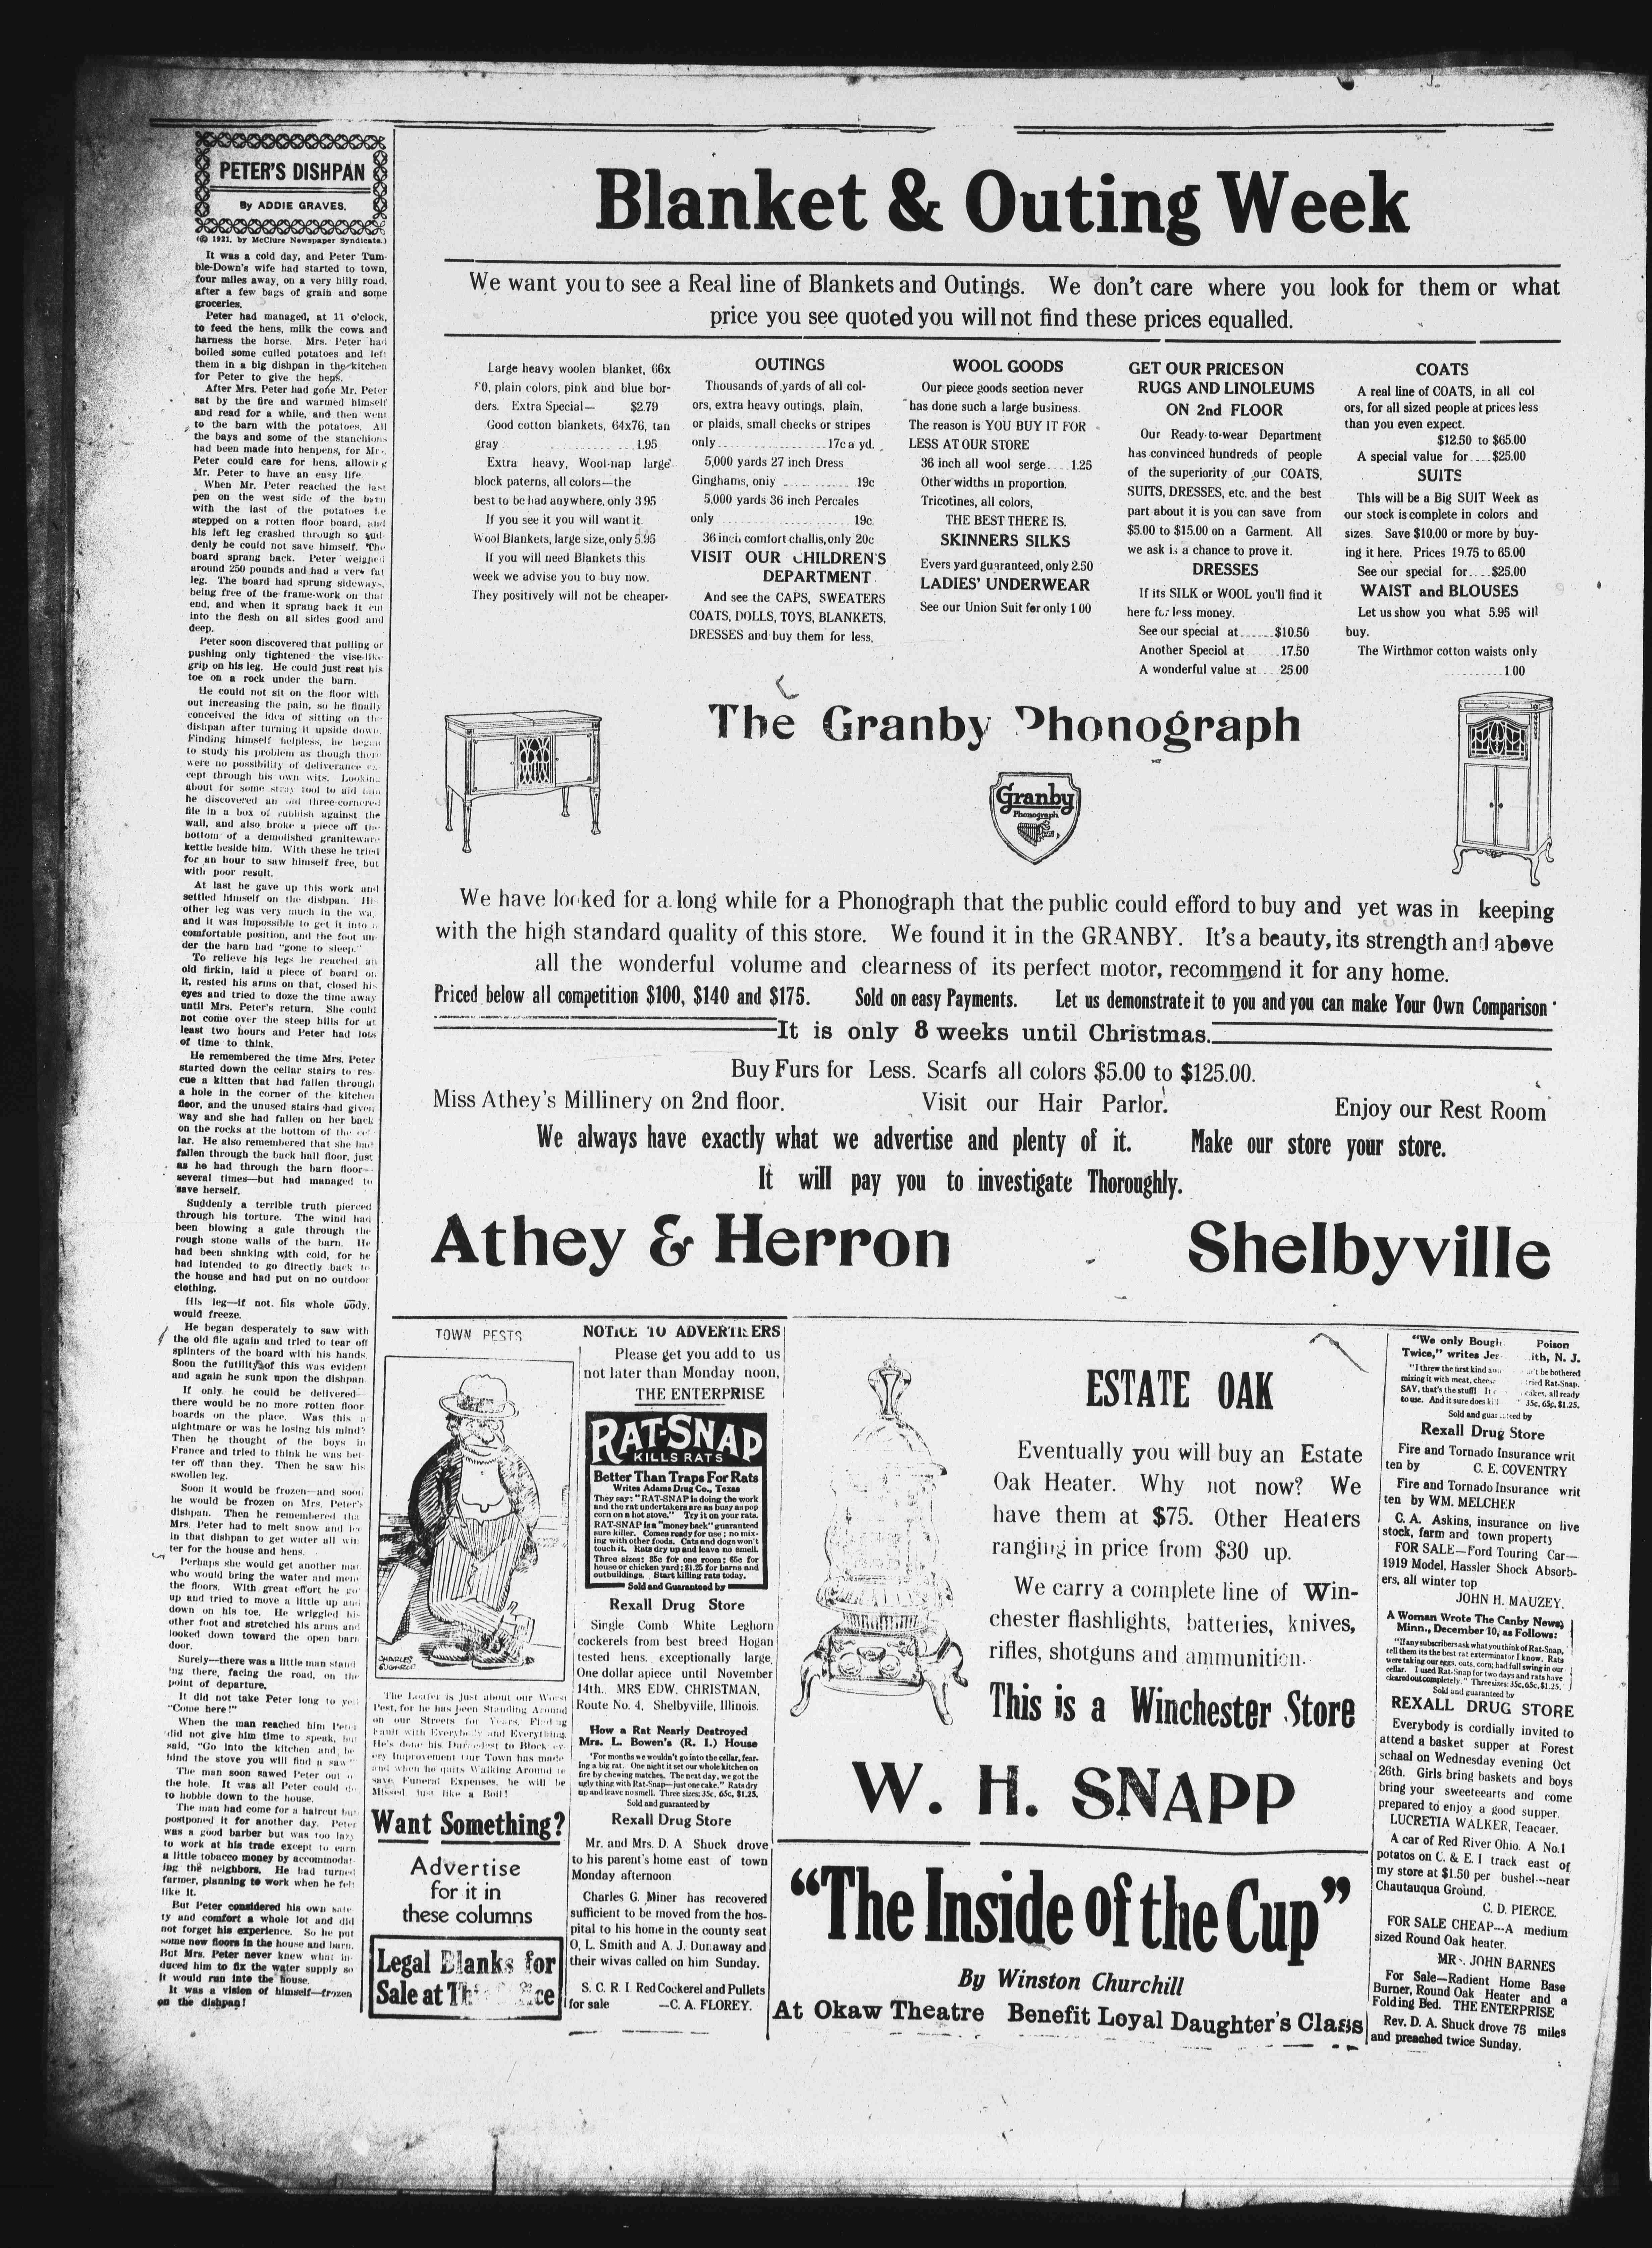 PETER'S DISHPAN
By ADDIE GRAVES.
(© 1921, by McClure Newspaper Syndicate.)
It was a cold day, and Peter Tum-
ble-Down's wife had started to town,
four miles away, on a very hilly road,
after a few bags of grain and some
groceries.
Peter had managed, at 11 o'clock,
to feed the hens, milk the cows and
harness the horse. Mrs. Peter had
boiled some culled potatoes and left
them in a big dishpan in the kitchen
for Peter to give the hens.
After Mrs. Peter had gone Mr. Peter
sat by the fire and warmed himself
and read for a while, and then went
to the barn with the potatoes. All
the bays and some of the stanchions
had been made into henpens, for Mr.
Peter could care for hens, allowing
Mr. Peter to have an easy life.
When Mr. Peter reached the last
pen on the west side of the barn
with the last of the potatoes he
stepped on a rotten floor board, and
his left leg crashed through so sud-
denly he could not save himself. The
board sprang back. Peter weighed
around 250 pounds and had a very fat
leg. The board had sprung sideways,
being free of the frame-work on that
end, and when it sprang back it cut
into the flesh on all sides good and
deep.
Peter soon discovered that pulling or
pushing only tightened the vise-like
grip on his leg. He could just rest his
toe on a rock under the barn.
He could not sit on the floor with
out increasing the pain, so he finally
conceived the idea of sitting on the
dishpan after turning it upside down.
Finding himself helpless, he began
to study his problem as though there
were no possibility of deliverance ex-
cept through his own wits. Looking
about for some stray tool to aid him
he discovered an old three-cornered
file in a box of rubbish against the
wall, and also broke a piece off the
bottom of a demolished graniteware
kettle beside him. With these he tried
for an hour to saw himself free, but
with poor result.
At last he gave up this work and
settled himself on the dishpan. His
other leg was very much in the way
and it was impossible to get it into a
comfortable position, and the foot un-
der the barn had "gone to sleep."
To relieve his legs he reached an
old firkin, laid a piece of board on
it, rested his arms on that, closed his
eyes and tried to doze the time away
until Mrs. Peter's return. She could
not come over the steep hills for at
least two hours and Peter had lots
of time to think.
He remembered the time Mrs. Peter
started down the cellar stairs to res-
cue a kitten that had fallen through
a hole in the corner of the kitchen
floor, and the unused stairs had given
way and she had fallen on her back
on the rocks at the bottom of the cel-
lar. He also remembered that she had
fallen through the back hall floor, just
as he had through the barn floor—
several times—but had managed to
save herself.
Suddenly a terrible truth pierced
through his torture. The wind had
been blowing a gale through the
rough stone walls of the barn. He
had been shaking with cold, for he
had intended to go directly back to
the house and had put on no outdoor
clothing.
His leg—if not. his whole body,
would freeze.
He began desperately to saw with
the old file again and tried to tear off
splinters of the board with his hands.
Soon the futility of this was evident
and again he sunk upon the dishpan.
If only he could be delivered—
there would be no more rotten floor
boards on the place. Was this a
nightmare or was he losing his mind?
Then he thought of the boys in
France and tried to think he was bet-
ter off than they. Then he saw his
swollen leg.
Soon it would be frozen—and soon
he would be frozen on Mrs. Peter's
dishpan. Then he remembered tha
Mrs. Peter had to melt snow and ice
in that dishpan to get water all win-
ter for the house and hens.
Perhaps she would get another man
who would bring the water and mend
the floors. With great effort he got
up and tried to move a little up and
down on his toe. He wriggled his
other foot and stretched his arms and
looked down toward the open barn
door.
Surely—there was a little man stand
ing there, facing the road, on the
point of departure.
It did not take Peter long to yell
"Come here!"
When the man reached him Peter
did not give him time to speak, but
said, "Go into the kitchen and be-
hind the stove you will find a saw"
The man soon sawed Peter out o
the hole. It was all Peter could do
to hobble down to the house.
The man had come for a haircut but
postponed it for another day. Peter
was a good barber but was too lazy
to work at his trade except to earn
a little tobacco money by accommodat-
ing the neighbors. He had turned
farmer, planning to work when he felt
like it.
But Peter considered his own safe-
ty and comfort a whole lot and did
not forget his experience. So he put
some new floors in the house and barn.
But Mrs. Peter never knew what in-
duced him to fix the water supply so
it would run into the house.
It was a vision of himself—frozen
on the dishpan!
Blanket & Outing Week
We want you to see a Real line of Blankets and Outings. We don't care where you look for them or what
price you see quoted you will not find these prices equalled.
Large heavy woolen blanket, 66x
80, plain colors, pink and blue bor-
ders. Extra Special— $2.79
Good cotton blankets, 64x76, tan
gray 1.95
Extra heavy, Wool-nap large
block paterns, all colors—the
best to be had anywhere, only 3 95
If you see it you will want it.
Wool Blankets, large size, only 5.95
If you will need Blankets this
week we advise you to buy now.
They positively will not be cheaper.
OUTINGS
Thousands of yards of all col-
ors, extra heavy outings, plain,
or plaids, small checks or stripes
only 17c a yd.
5,000 yards 27 inch Dress
Ginghams, only 19c
5,000 yards 36 inch Percales
only 19c.
36 inch comfort challis, only 20c
VISIT OUR CHILDREN'S
DEPARTMENT.
And see the CAPS, SWEATERS
COATS, DOLLS, TOYS, BLANKETS,
DRESSES and buy them for less,
WOOL GOODS
Our piece goods section never
has done such a large business.
The reason is YOU BUY IT FOR
LESS AT OUR STORE
36 inch all wool serge 1.25
Other widths in proportion.
Tricotines, all colors,
THE BEST THERE IS.
SKINNERS SILKS
Evers yard guaranteed, only 2.50
LADIES' UNDERWEAR
See our Union Suit for only 1 00
GET OUR PRICES ON
RUGS AND LINOLEUMS
ON 2nd FLOOR
Our Ready-to-wear Department
has convinced hundreds of people
of the superiority of our COATS,
SUITS, DRESSES, etc. and the best
part about it is you can save from
$5.00 to $15.00 on a Garment. All
we ask is a chance to prove it.
DRESSES
If its SILK or WOOL you'll find it
here for less money.
See our special at $10.50
Another Speciol at 17.50
A wonderful value at 25.00
COATS
A real line of COATS, in all col
ors, for all sized people at prices less
than you even expect.
$12.50 to $65.00
A special value for $25.00
SUITS
This will be a Big SUIT Week as
our stock is complete in colors and
sizes. Save $10.00 or more by buy-
ing it here. Prices 19.75 to 65.00
See our special for $25.00
WAIST and BLOUSES
Let us show you what 5.95 will
buy.
The Wirthmor cotton waists only
1.00
The Granby Phonograph
Granby
Phonograph
We have looked for a long while for a Phonograph that the public could efford to buy and yet was in keeping
with the high standard quality of this store. We found it in the GRANBY. It's a beauty, its strength and above
all the wonderful volume and clearness of its perfect motor, recommend it for any home.
Priced below all competition $100, $140 and $175. Sold on easy Payments. Let us demonstrate it to you and you can make Your Own Comparison
It is only 8 weeks until Christmas.
Buy Furs for Less. Scarfs all colors $5.00 to $125.00.
Miss Athey's Millinery on 2nd floor. Visit our Hair Parlor. Enjoy our Rest Room
We always have exactly what we advertise and plenty of it. Make our store your store.
It will pay you to investigate Thoroughly.
Athey & Herron Shelbyville
TOWN PESTS
CHARLES
SUGHROE
The Loafer is just about our Worst
Pest, for he has been Standing Around
on our Streets for Years, Finding
Fault with Everybody and Everything.
He's done his Durndest to Block ev-
ery Improvement Our Town has made
and when he quits Walking Around to
save Funeral Expenses, he will be
Missed Just like a Boil!
Want Something?
Advertise
for it in
these columns
Legal Blanks for
Sale at This Office
NOTICE TO ADVERTISERS
Please get you add to us
not later than Monday noon,
THE ENTERPRISE
RAT-SNAP
KILLS RATS
Better Than Traps For Rats
Writes Adams Drug Co., Texas
They say: "RAT-SNAP is doing the work
and the rat undertakers are as busy as pop
corn on a hot stove." Try it on your rats.
RAT-SNAP is a "money back" guaranteed
sure killer. Comes ready for use; no mix-
ing with other foods. Cats and dogs won't
touch it. Rats dry up and leave no smell.
Three sizes: 35c for one room; 65c for
house or chicken yard; $1.25 for barns and
outbuildings. Start killing rats today.
Sold and Guaranteed by
Rexall Drug Store
Single Comb White Leghorn
cockerels from best breed Hogan
tested hens. exceptionally large.
One dollar apiece until November
14th. MRS EDW. CHRISTMAN,
Route No. 4, Shelbyville, Illinois.
How a Rat Nearly Destroyed
Mrs. L. Bowen's (R. I.) House
"For months we wouldn't go into the cellar, fear-
ing a big rat. One night it set our whole kitchen on
fire by chewing matches. The next day, we got the
ugly thing with Rat-Snap—just one cake." Rats dry
up and leave no smell. Three sizes: 35c, 65c, $1.25.
Sold and guaranteed by
Rexall Drug Store
Mr. and Mrs. D. A Shuck drove
to his parent's home east of town
Monday afternoon
Charles G. Miner has recovered
sufficient to be moved from the hos-
pital to his home in the county seat
O. L. Smith and A. J. Dunaway and
their wivas called on him Sunday.
S. C. R. I. Red Cockerel and Pullets
for sale —C. A. FLOREY.
ESTATE OAK
Eventually you will buy an Estate
Oak Heater. Why not now? We
have them at $75. Other Heaters
ranging in price from $30 up.
We carry a complete line of Win-
chester flashlights, batteries, knives,
rifles, shotguns and ammunition.
This is a Winchester Store
W. H. SNAPP
"The Inside of the Cup"
By Winston Churchill
At Okaw Theatre Benefit Loyal Daughter's Class
"We only Bough. Poison
Twice," writes Jer ith, N. J.
"I threw the first kind be bothered
mixing it with meat, cheese tried Rat-Snap.
SAY, that's the stuff! It cakes, all ready
to use. And it sure does kill 35c, 65c, $1.25.
Sold and guaranteed by
Rexall Drug Store
Fire and Tornado Insurance writ
ten by C. E. COVENTRY
Fire and Tornado Insurance writ
ten by WM. MELCHER
C. A. Askins, insurance on live
stock, farm and town property
FOR SALE—Ford Touring Car—
1919 Model, Hassler Shock Absorb-
ers, all winter top
JOHN H. MAUZEY.
A Woman Wrote The Canby News,
Minn., December 10, as Follows:
"If any subscribers ask what you think of Rat-Snap,
tell them its the best rat exterminator I know. Rats
were taking our eggs, oats, corn; had full swing in our
cellar. I used Rat-Snap for two days and rats have
cleared out completely." Three sizes: 35c, 65c, $1.25.
Sold and guaranteed by
REXALL DRUG STORE
Everybody is cordially invited to
attend a basket supper at Forest
schaal on Wednesday evening Oct
26th. Girls bring baskets and boys
bring your sweeteearts and come
prepared to enjoy a good supper.
LUCRETIA WALKER, Teacaer.
A car of Red River Ohio. A No.1
potatos on C. & E. I track east of
my store at $1.50 per bushel--near
Chautauqua Ground.
C. D. PIERCE.
FOR SALE CHEAP---A medium
sized Round Oak heater.
MR . JOHN BARNES
For Sale—Radient Home Base
Burner, Round Oak Heater and a
Folding Bed. THE ENTERPRISE
Rev. D. A. Shuck drove 75 miles
and preached twice Sunday.